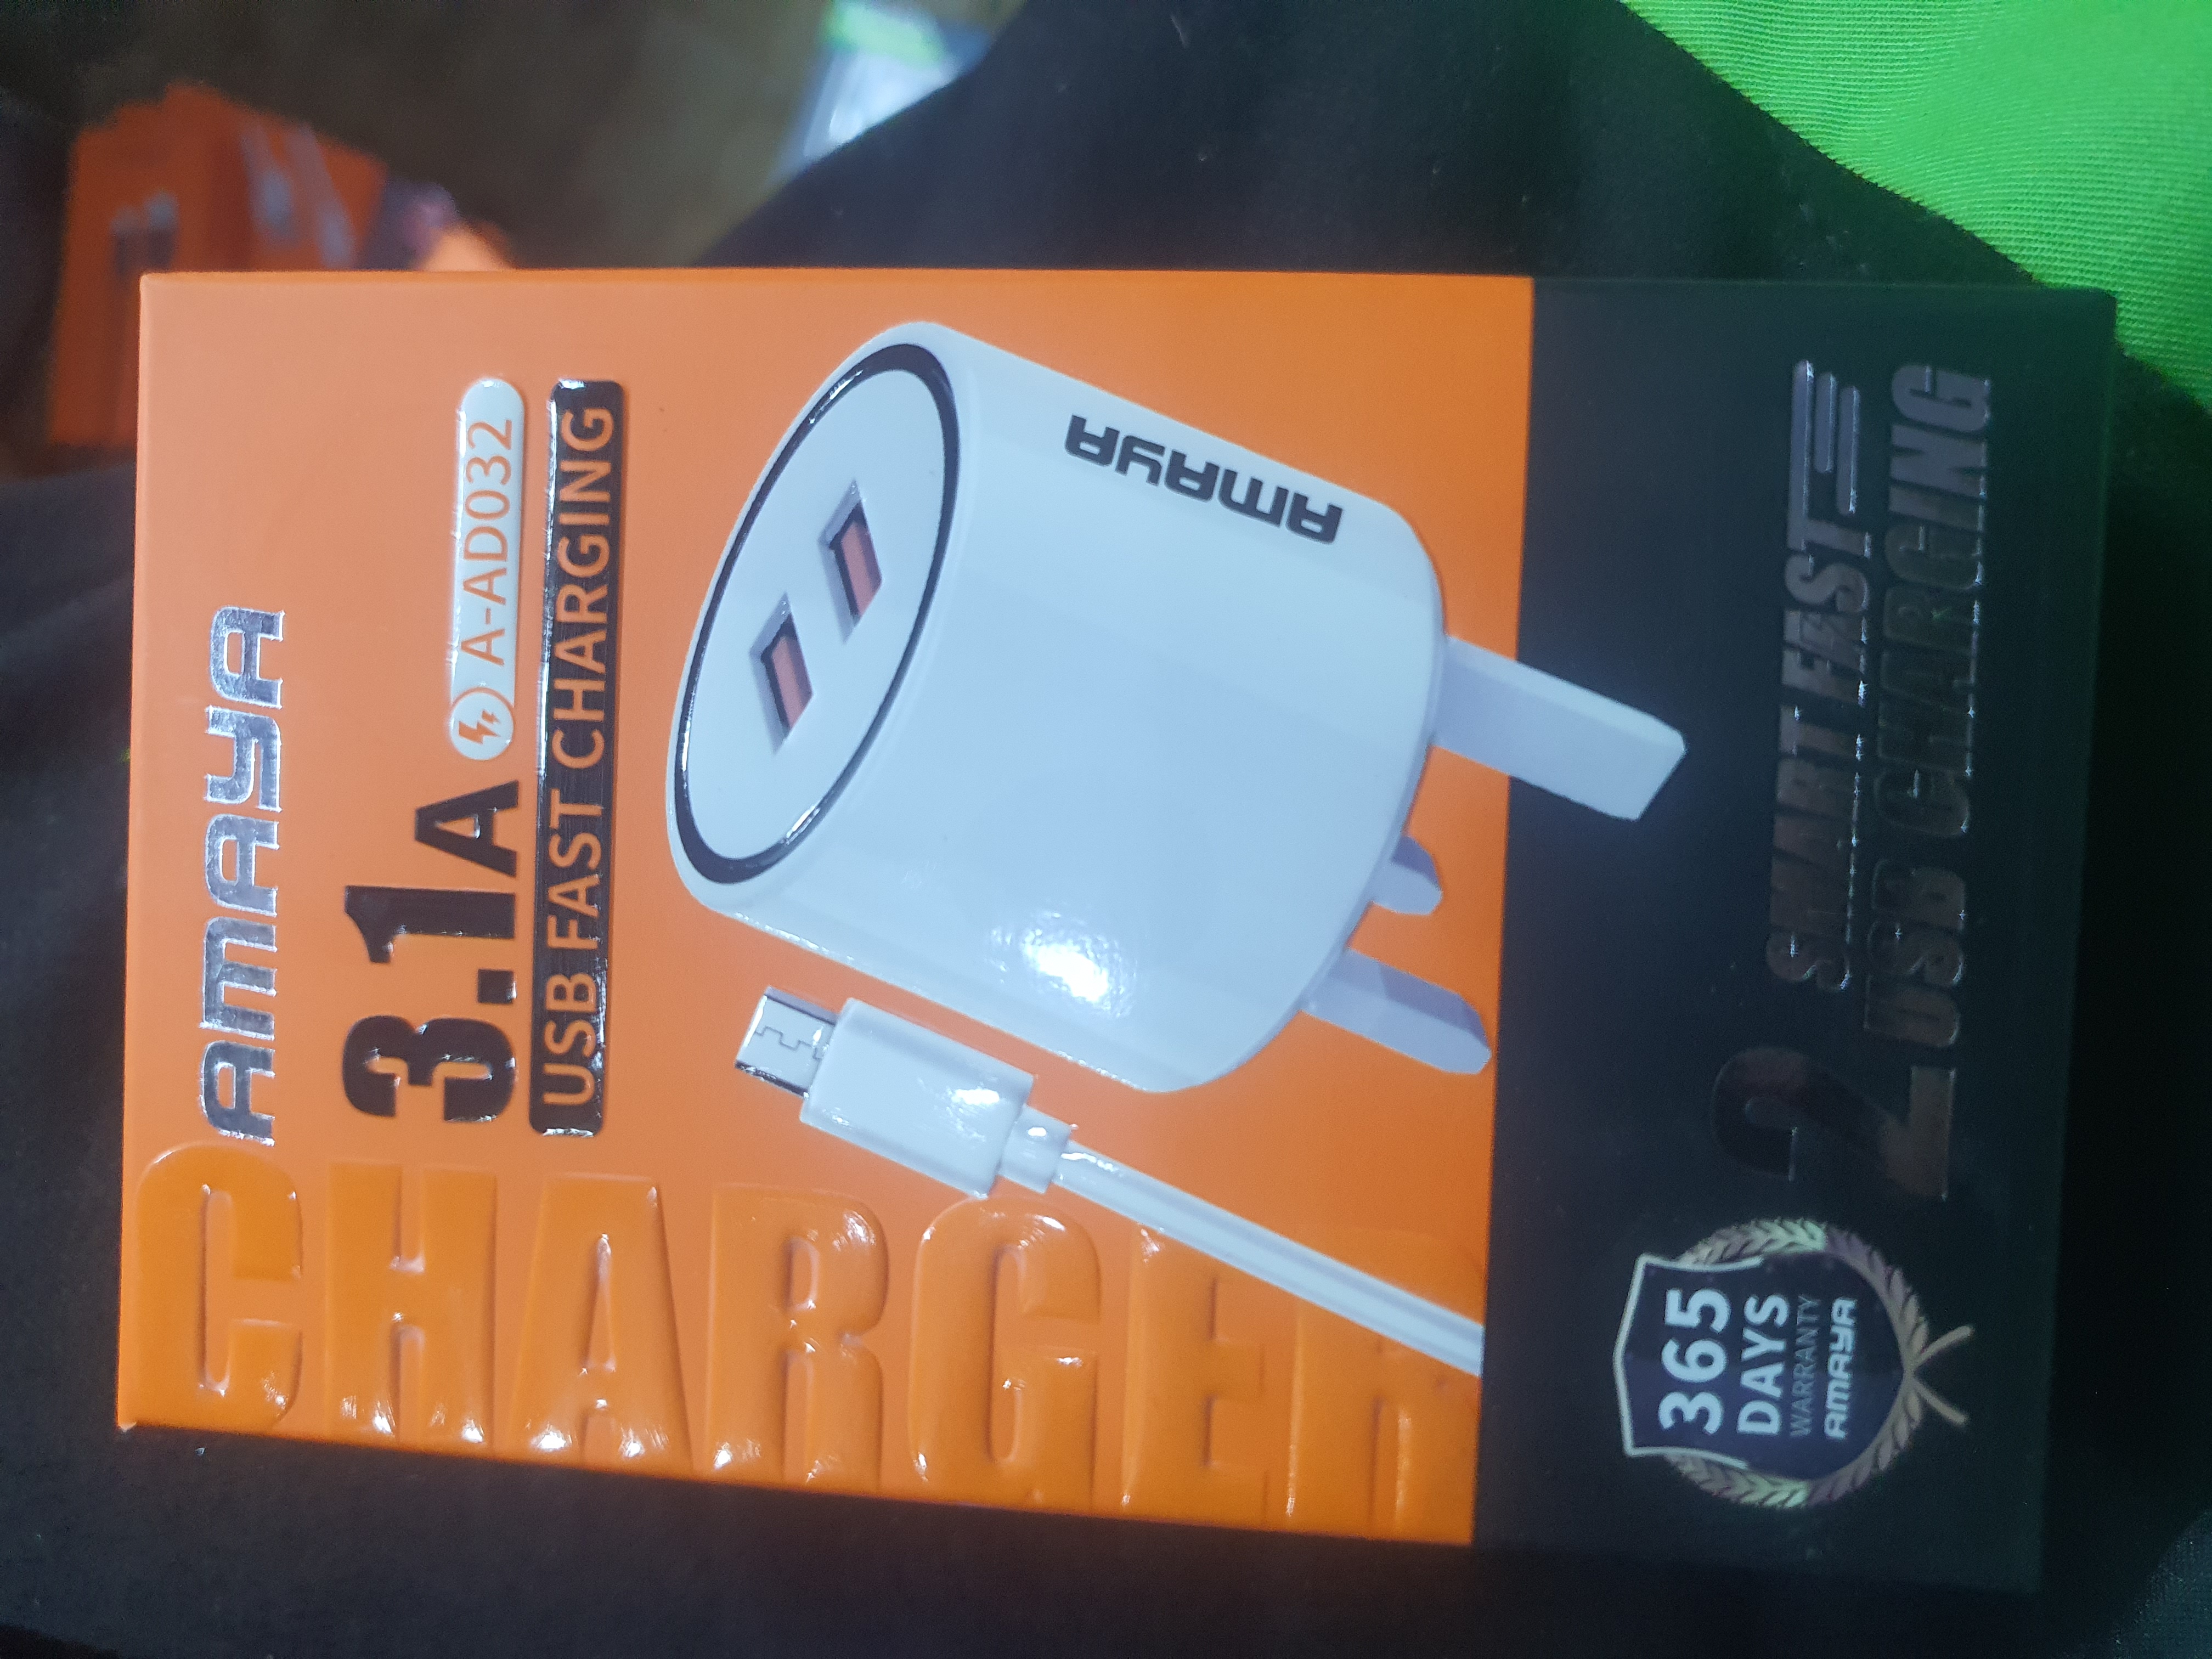 AMAYA
3.1A
A-AD032
USB FAST CHARGING
CHARGER
AMAYA
365
DAYS
WARRANTY
AMAYA
2
SMART FAST
USB CHARGING